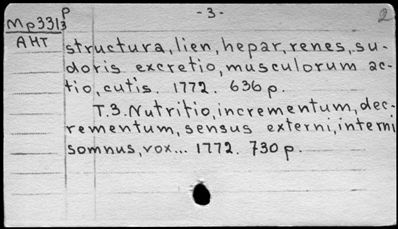 p
- 3 -
2
Mp3313
АНТ
structura, lien, hepar, renes, su-
doris excretio, musculorum ac-
tio, cutis. 1772. 636 p.
T.3. Nutritio, incrementum, dec-
rementum, sensus externi, interni
somnus, vox... 1772. 730 p.